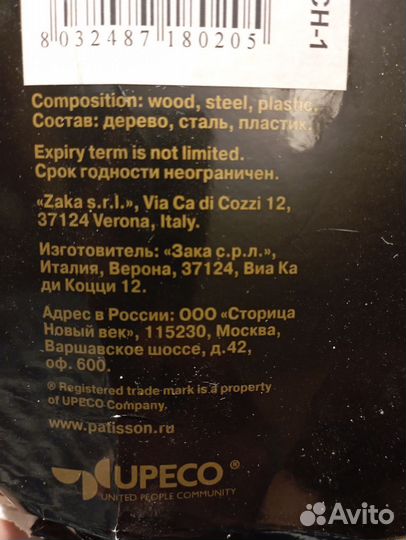 8 032487 180205
CH-1
Composition: wood, steel, plastic.
Состав: дерево, сталь, пластик.
Expiry term is not limited.
Срок годности неограничен.
«Zaka s.r.l.», Via Ca di Cozzi 12,
37124 Verona, Italy.
Изготовитель: «Зака с.р.л.»,
Италия, Верона, 37124, Виа Ка
ди Коцци 12.
Адрес в России: ООО «Сторица
Новый век», 115230, Москва,
Варшавское шоссе, д.42,
оф. 600.
® Registered trade mark is a property
of UPECO Company.
www.patisson.ru
UPECO®
UNITED PEOPLE COMMUNITY
Avito